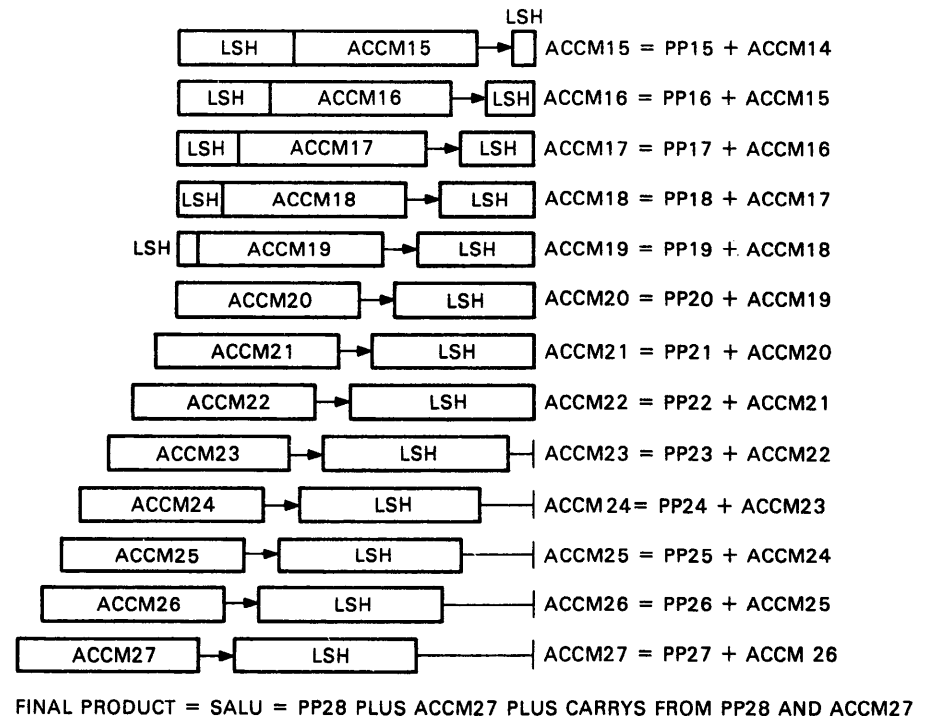 LSH
LSH ACCM15 ACCM15 = PP15 + ACCM14
LSH ACCM16 LSH ACCM16 = PP16 + ACCM15
LSH ACCM17 LSH ACCM17 = PP17 + ACCM16
LSH ACCM18 LSH ACCM18 = PP18 + ACCM17
LSH ACCM19 LSH ACCM19 = PP19 + ACCM18
ACCM20 LSH ACCM20 = PP20 + ACCM19
ACCM21 LSH ACCM21 = PP21 + ACCM20
ACCM22 LSH ACCM22 = PP22 + ACCM21
ACCM23 LSH ACCM23 = PP23 + ACCM22
ACCM24 LSH ACCM24= PP24 + ACCM23
ACCM25 LSH ACCM25 = PP25 + ACCM24
ACCM26 LSH ACCM26 = PP26 + ACCM25
ACCM27 LSH ACCM27 = PP27 + ACCM 26
FINAL PRODUCT = SALU = PP28 PLUS ACCM27 PLUS CARRYS FROM PP28 AND ACCM27